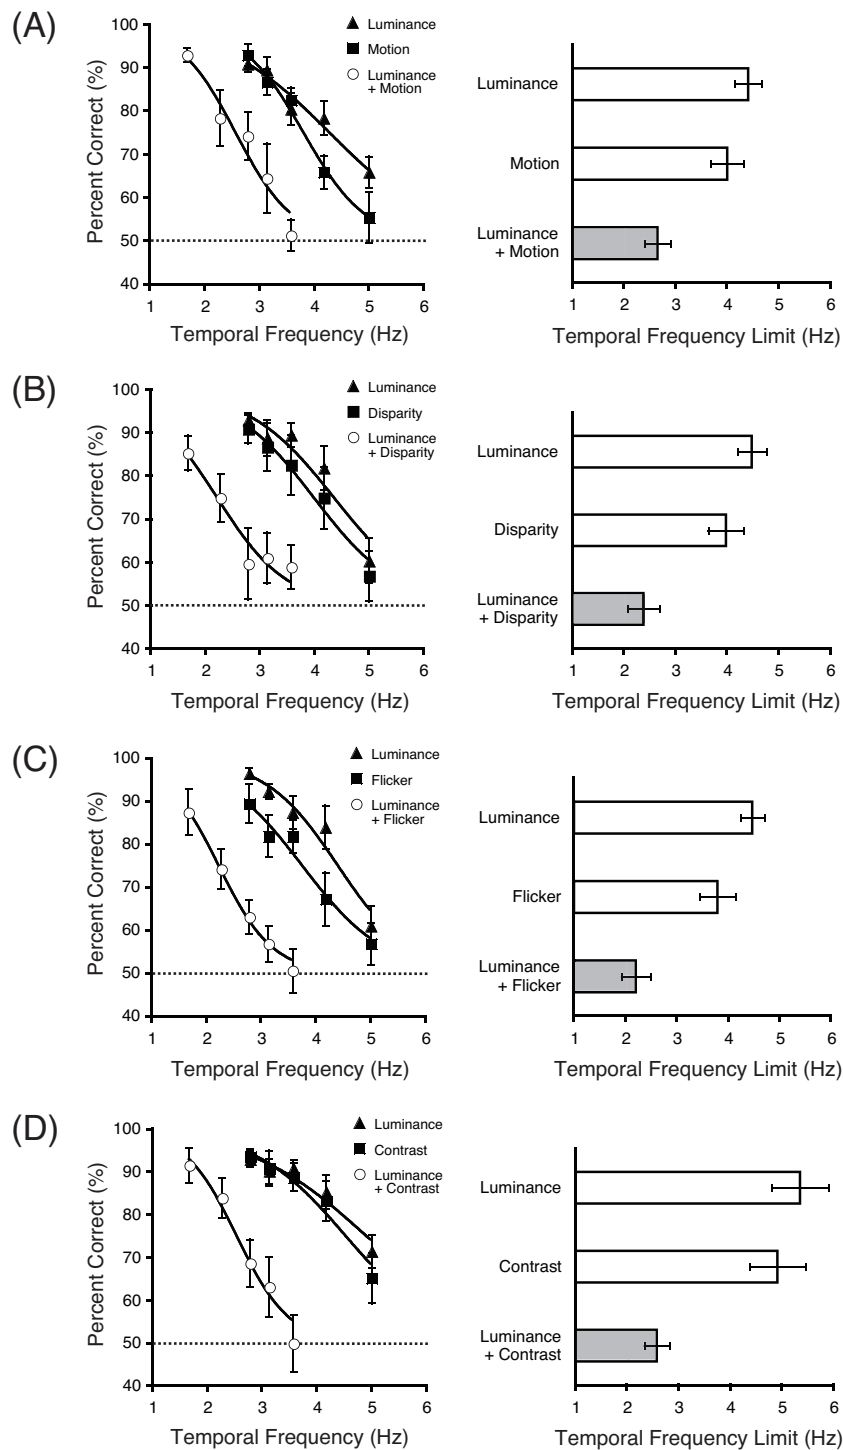 (A)
Percent Correct (%)
100
90
80
70
60
50
40
1 2 3 4 5 6
Temporal Frequency (Hz)
Luminance
Motion
Luminance
+ Motion
Luminance
Motion
Luminance
+ Motion
1 2 3 4 5 6
Temporal Frequency Limit (Hz)
(B)
Percent Correct (%)
100
90
80
70
60
50
40
1 2 3 4 5 6
Temporal Frequency (Hz)
Luminance
Disparity
Luminance
+ Disparity
Luminance
Disparity
Luminance
+ Disparity
1 2 3 4 5 6
Temporal Frequency Limit (Hz)
(C)
Percent Correct (%)
100
90
80
70
60
50
40
1 2 3 4 5 6
Temporal Frequency (Hz)
Luminance
Flicker
Luminance
+ Flicker
Luminance
Flicker
Luminance
+ Flicker
1 2 3 4 5 6
Temporal Frequency Limit (Hz)
(D)
Percent Correct (%)
100
90
80
70
60
50
40
1 2 3 4 5 6
Temporal Frequency (Hz)
Luminance
Contrast
Luminance
+ Contrast
Luminance
Contrast
Luminance
+ Contrast
1 2 3 4 5 6
Temporal Frequency Limit (Hz)